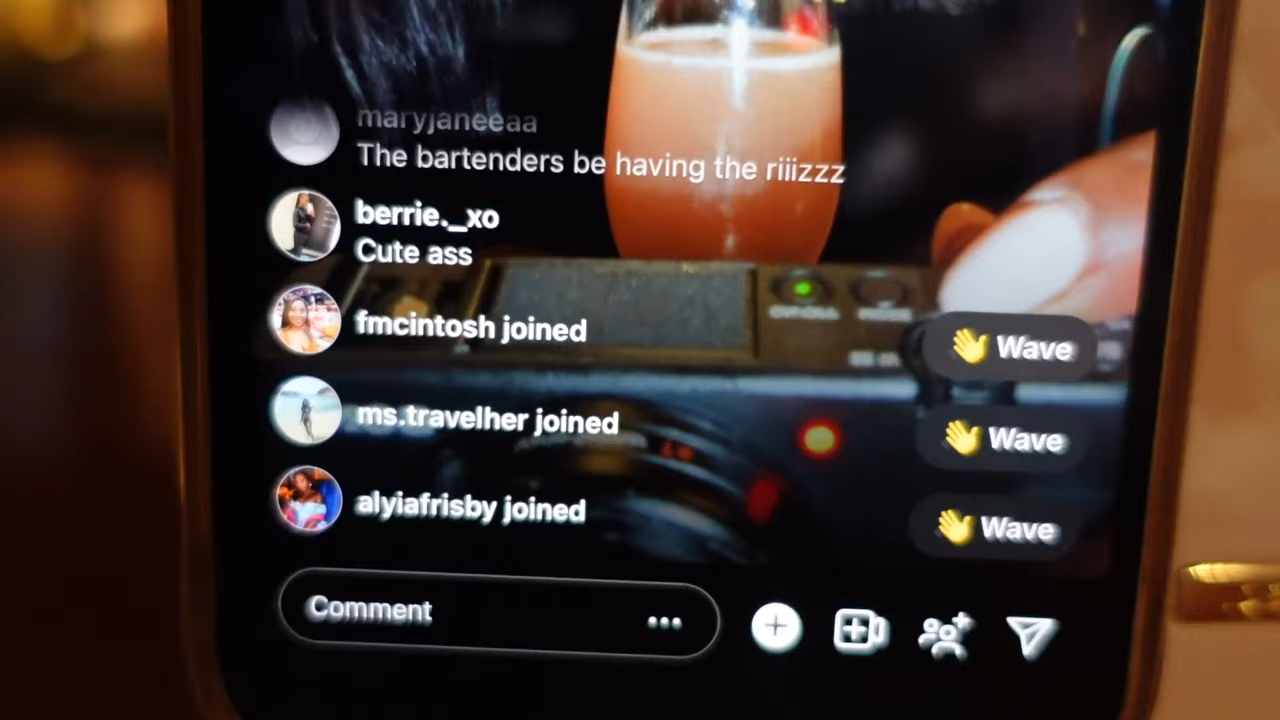 maryjaneeaa
The bartenders be having the riiizzz
berrie._xo
Cute ass
fmcintosh joined
👋 Wave
ms.travelher joined
👋 Wave
alyiafrisby joined
👋 Wave
Comment